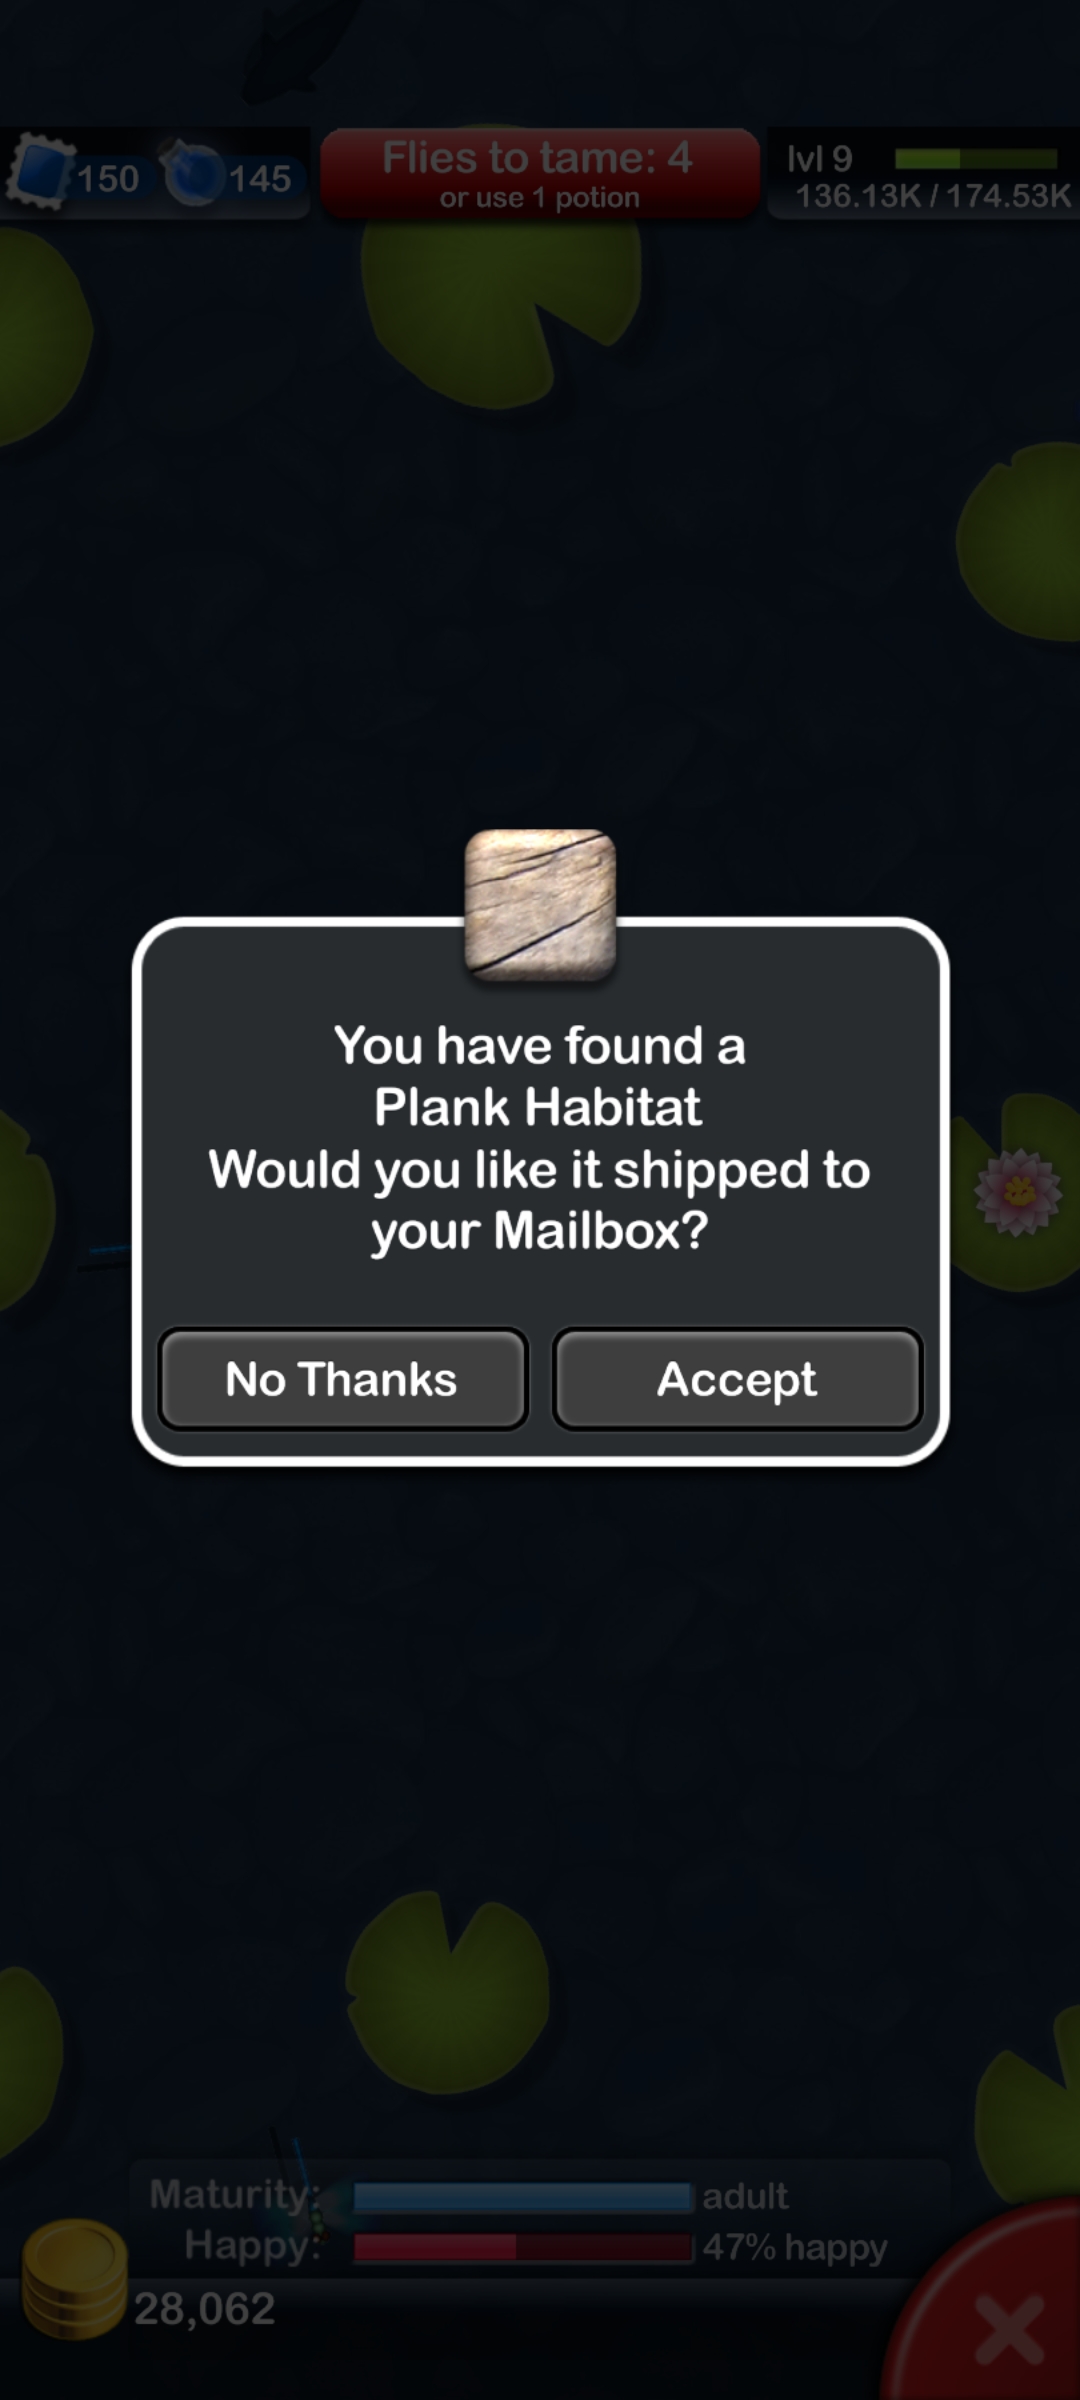 150
145
Flies to tame: 4
or use 1 potion
lvl 9
136.13K / 174.53K
You have found a
Plank Habitat
Would you like it shipped to
your Mailbox?
No Thanks
Accept
Maturity:
adult
Happy:
47% happy
28,062